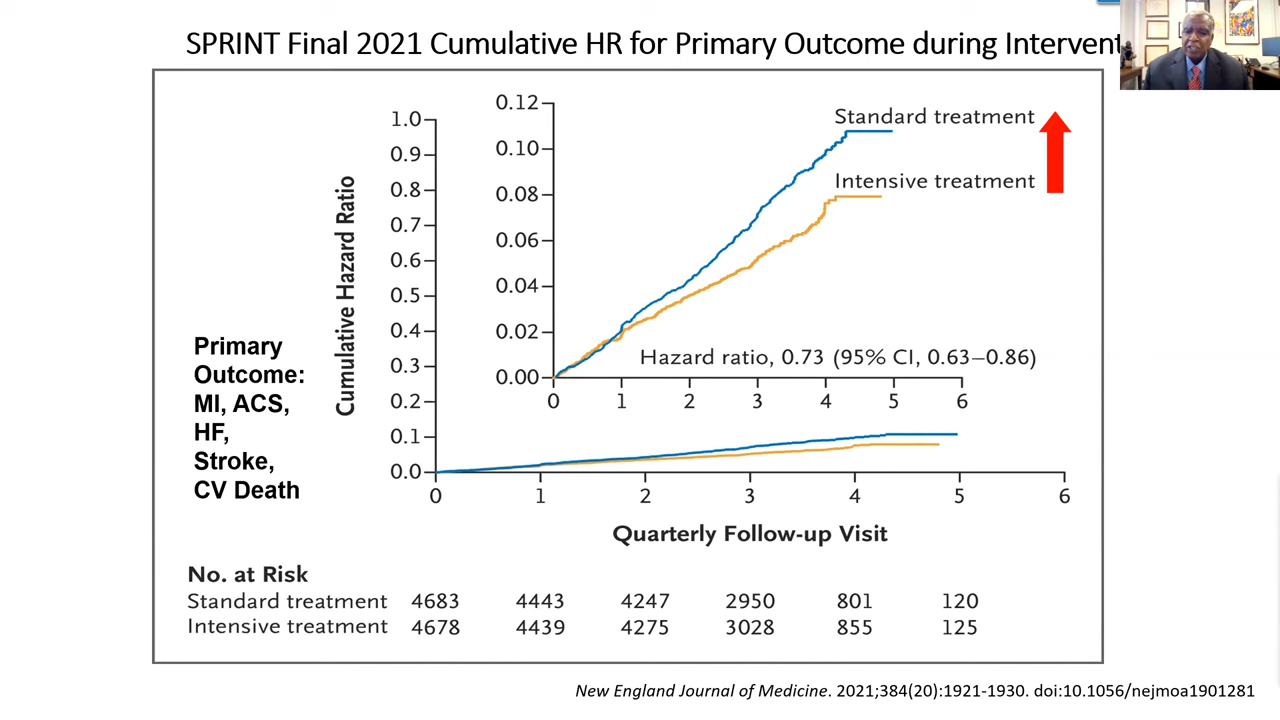 SPRINT Final 2021 Cumulative HR for Primary Outcome during Intervent
Cumulative Hazard Ratio
1.0
0.9
0.8
0.7
0.6
0.5
0.4
0.3
0.2
0.1
0.0
0.12
0.10
0.08
0.06
0.04
0.02
0.00
Standard treatment
Intensive treatment
Hazard ratio, 0.73 (95% CI, 0.63–0.86)
0 1 2 3 4 5 6
Primary
Outcome:
MI, ACS,
HF,
Stroke,
CV Death
0 1 2 3 4 5 6
Quarterly Follow-up Visit
No. at Risk
Standard treatment 4683 4443 4247 2950 801 120
Intensive treatment 4678 4439 4275 3028 855 125
New England Journal of Medicine. 2021;384(20):1921-1930. doi:10.1056/nejmoa1901281